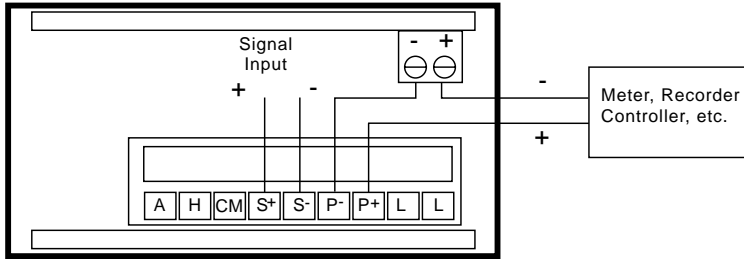 - +
Signal
Input
+ -
-
Meter, Recorder
Controller, etc.
+
A H CM S+ S- P- P+ L L